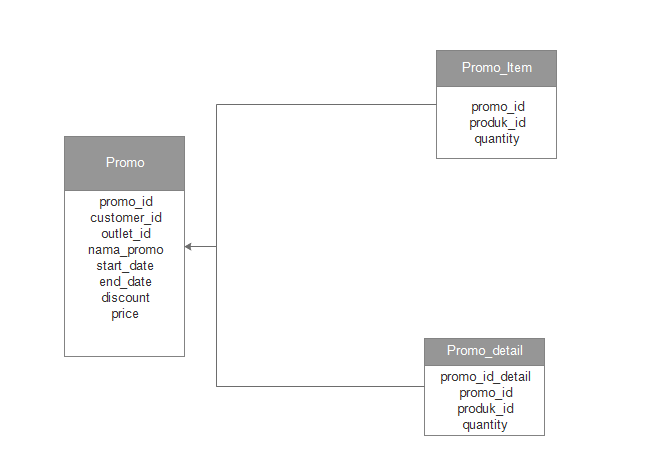 Promo_Item
promo_id
produk_id
quantity
Promo
promo_id
customer_id
outlet_id
nama_promo
start_date
end_date
discount
price
Promo_detail
promo_id_detail
promo_id
produk_id
quantity